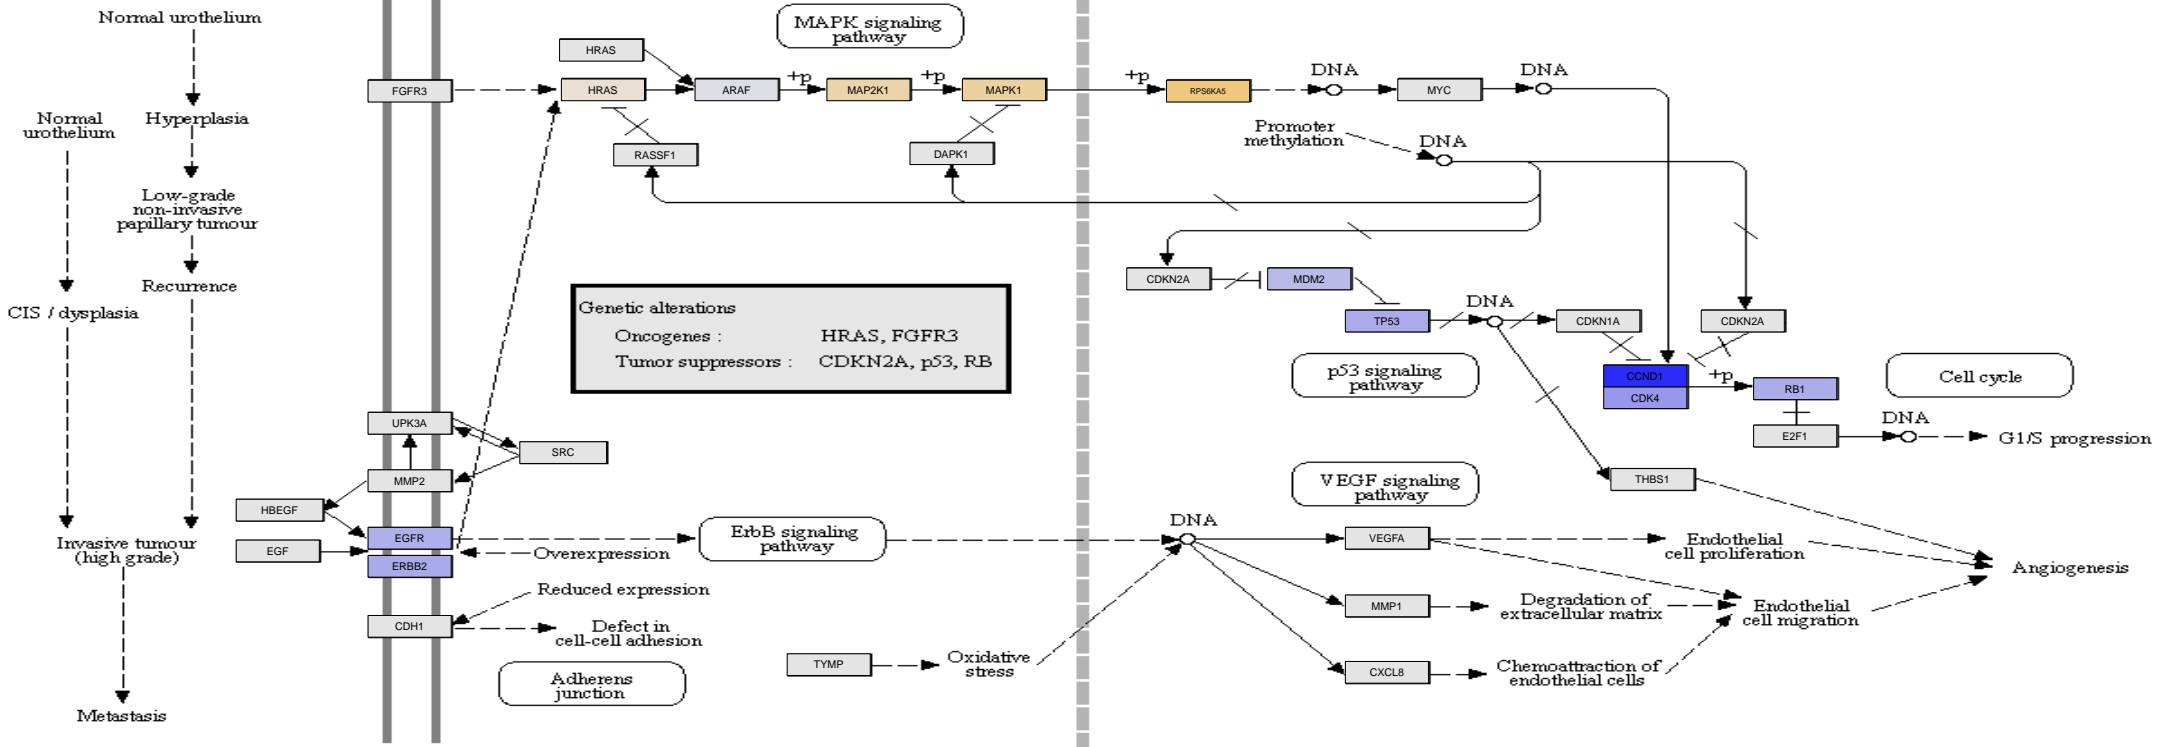 Normal urothelium
Normal
urothelium
Hyperplasia
Low-grade
non-invasive
papillary tumour
Recurrence
CIS / dysplasia
Invasive tumour
(high grade)
Metastasis
MAPK signaling
pathway
HRAS
FGFR3
HRAS
ARAF
+p
MAP2K1
+p
MAPK1
+p
RPS6KA5
DNA
MYC
DNA
RASSF1
DAPK1
Promoter
methylation
DNA
CDKN2A
MDM2
TP53
DNA
CDKN1A
CDKN2A
Genetic alterations
Oncogenes : HRAS, FGFR3
Tumor suppressors : CDKN2A, p53, RB
p53 signaling
pathway
CCND1
CDK4
+p
RB1
Cell cycle
E2F1
DNA
G1/S progression
UPK3A
SRC
MMP2
HBEGF
EGF
EGFR
ERBB2
Overexpression
ErbB signaling
pathway
CDH1
Reduced expression
Defect in
cell-cell adhesion
Adherens
junction
TYMP
Oxidative
stress
DNA
VEGF signaling
pathway
THBS1
VEGFA
Endothelial
cell proliferation
MMP1
Degradation of
extracellular matrix
Endothelial
cell migration
CXCL8
Chemoattraction of
endothelial cells
Angiogenesis